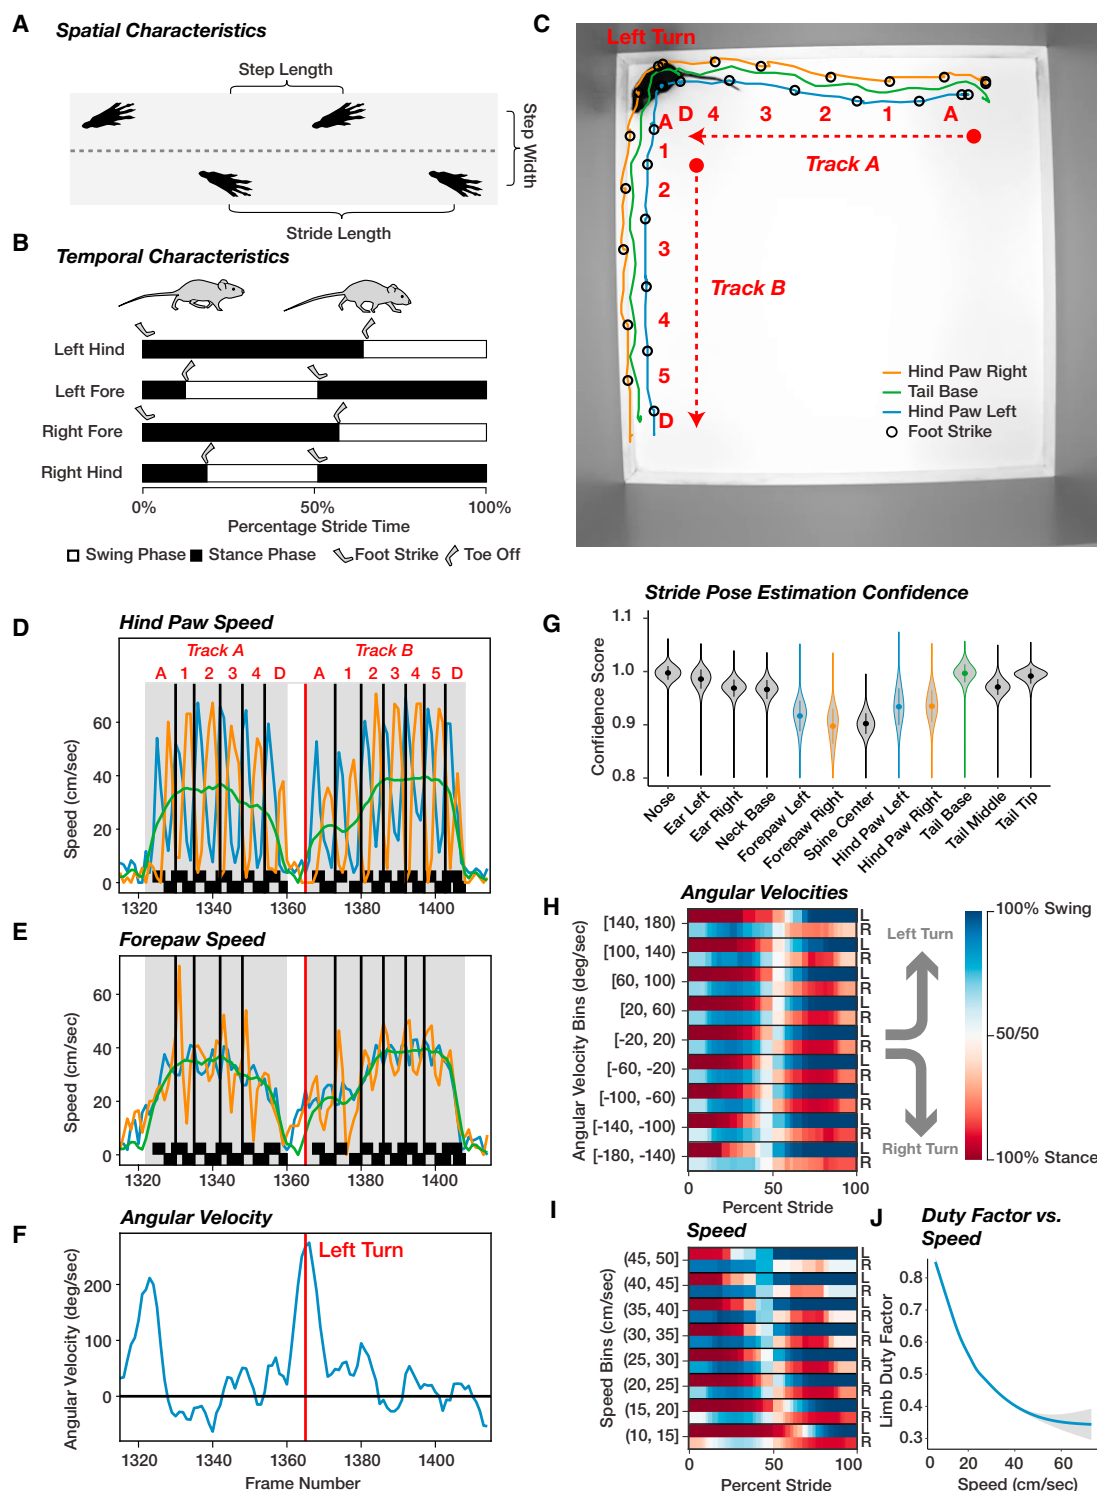 A Spatial Characteristics
Step Length
Step Width
Stride Length
B Temporal Characteristics
Left Hind
Left Fore
Right Fore
Right Hind
0% 50% 100%
Percentage Stride Time
Swing Phase Stance Phase Foot Strike Toe Off
C
Left Turn
D 4 3 2 1 A
Track A
A
1
2
3
4
5
D
Track B
Hind Paw Right
Tail Base
Hind Paw Left
Foot Strike
D Hind Paw Speed
Track A Track B
A 1 2 3 4 D A 1 2 3 4 5 D
Speed (cm/sec)
60
40
20
0
1320 1340 1360 1380 1400
E Forepaw Speed
Speed (cm/sec)
60
40
20
0
1320 1340 1360 1380 1400
F Angular Velocity
Left Turn
Angular Velocity (deg/sec)
200
100
0
1320 1340 1360 1380 1400
Frame Number
G Stride Pose Estimation Confidence
Confidence Score
1.1
1.0
0.9
0.8
Nose
Ear Left
Ear Right
Neck Base
Forepaw Left
Forepaw Right
Spine Center
Hind Paw Left
Hind Paw Right
Tail Base
Tail Middle
Tail Tip
H Angular Velocities
Angular Velocity Bins (deg/sec)
[140, 180) L
R
[100, 140) L
R
[60, 100) L
R
[20, 60) L
R
[-20, 20) L
R
[-60, -20) L
R
[-100, -60) L
R
[-140, -100) L
R
[-180, -140) L
R
0 50 100
Percent Stride
Left Turn
Right Turn
100% Swing
50/50
100% Stance
I Speed
Speed Bins (cm/sec)
(45, 50] L
R
(40, 45] L
R
(35, 40] L
R
(30, 35] L
R
(25, 30] L
R
(20, 25] L
R
(15, 20] L
R
(10, 15] L
R
0 50 100
Percent Stride
J Duty Factor vs.
Speed
Limb Duty Factor
0.8
0.7
0.6
0.5
0.4
0.3
0 20 40 60
Speed (cm/sec)